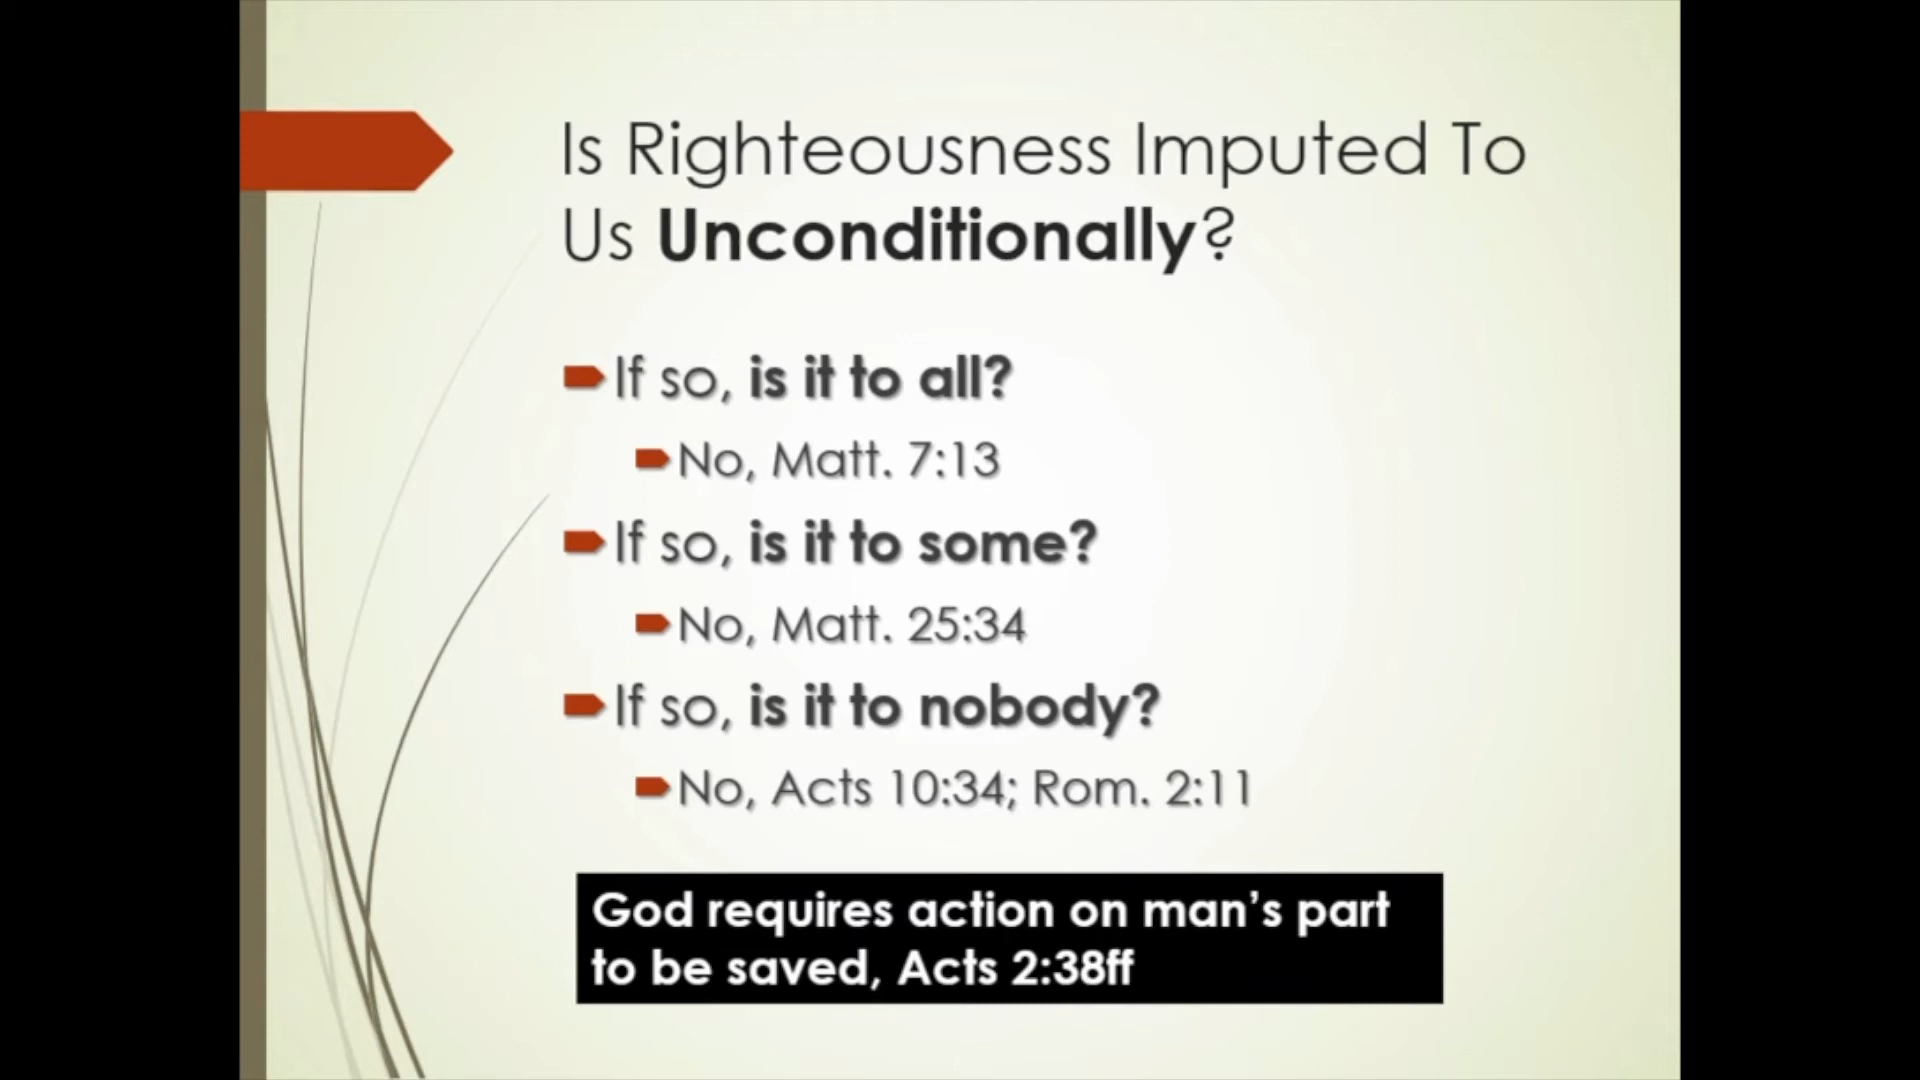 Is Righteousness Imputed To
Us Unconditionally?
If so, is it to all?
No, Matt. 7:13
If so, is it to some?
No, Matt. 25:34
If so, is it to nobody?
No, Acts 10:34; Rom. 2:11
God requires action on man’s part
to be saved, Acts 2:38ff